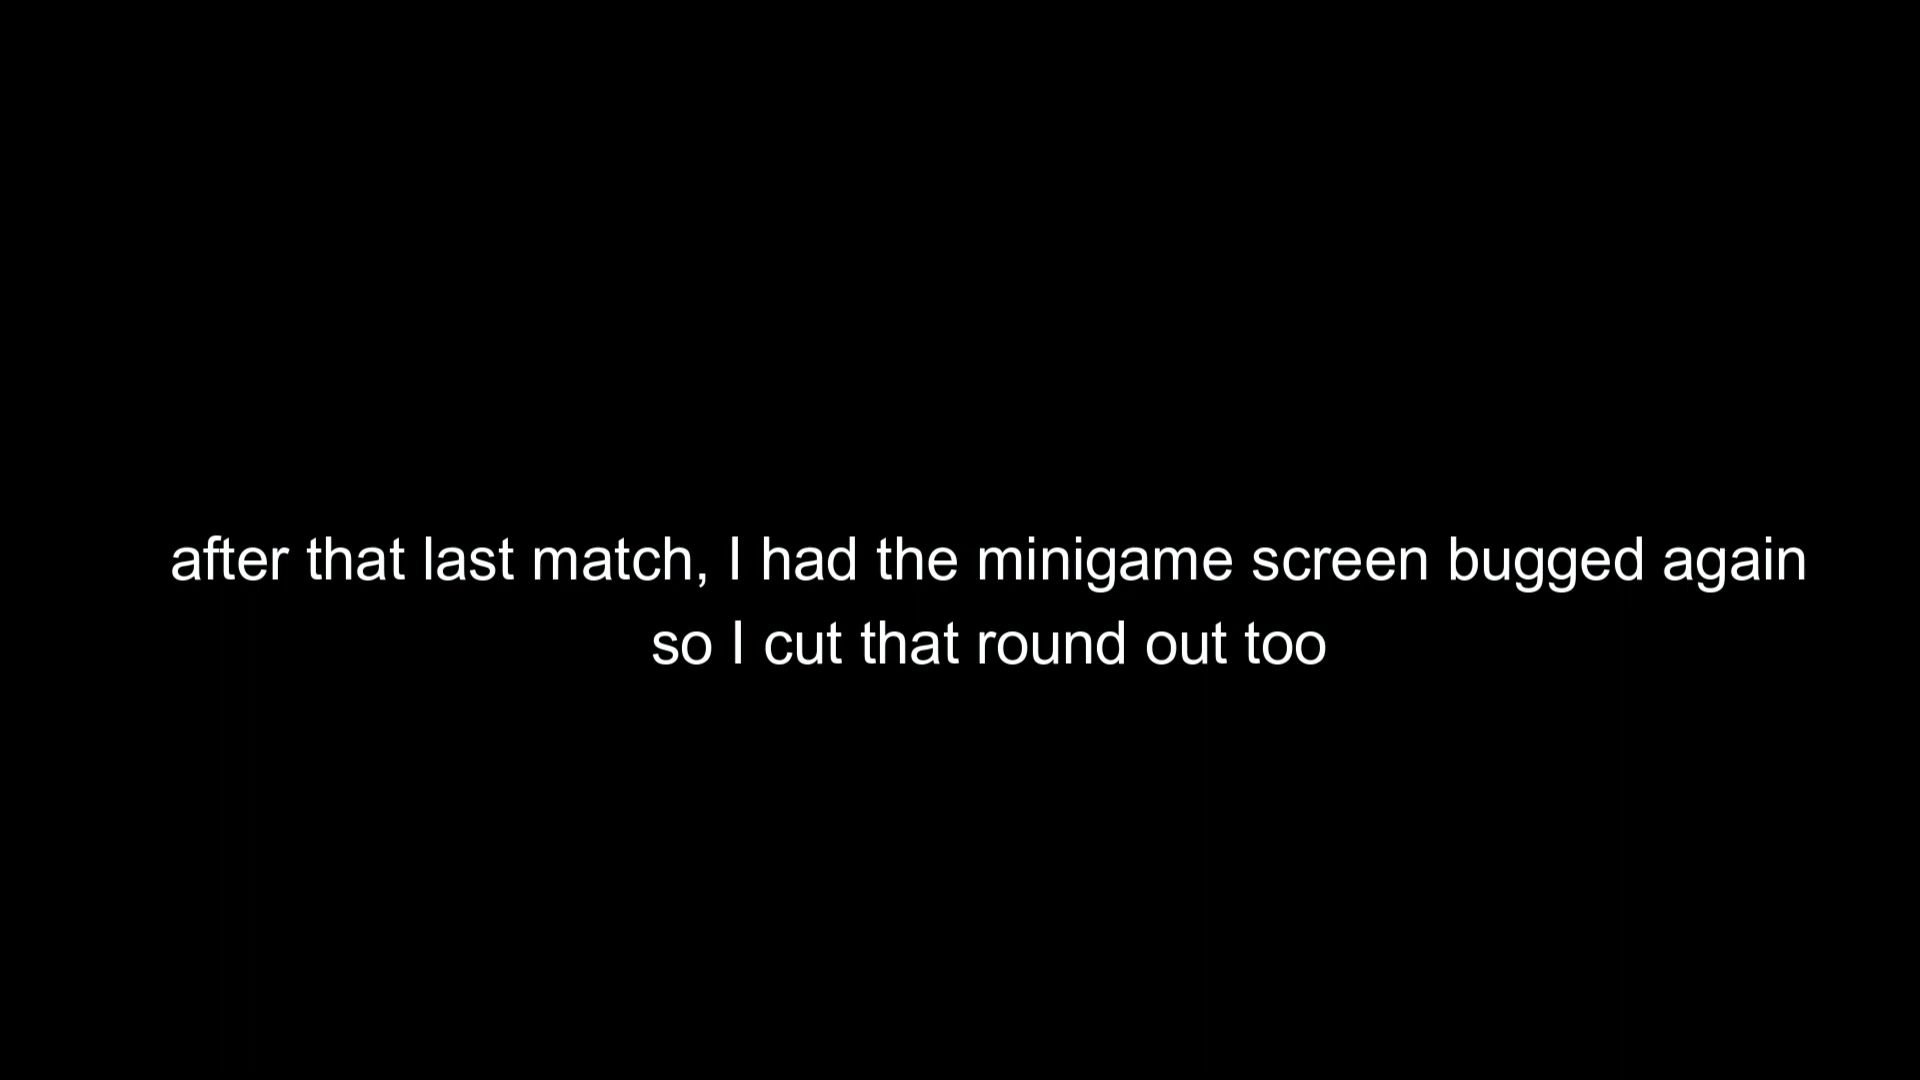 after that last match, I had the minigame screen bugged again
so I cut that round out too